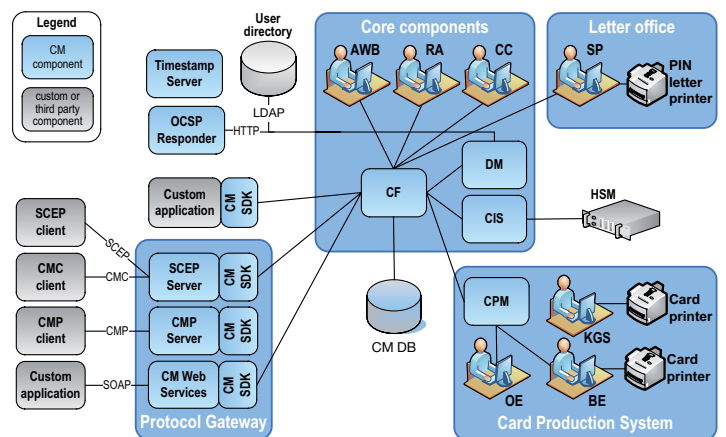 Legend
CM
component
custom or
third party
component
User
directory
Timestamp
Server
LDAP
OCSP
Responder
HTTP
Core components
AWB
RA
CC
CF
DM
CIS
Letter office
SP
PIN
letter
printer
Custom
application
CM
SDK
HSM
SCEP
client
SCEP
CMC
client
CMC
CMP
client
CMP
Custom
application
SOAP
SCEP
Server
CM
SDK
CMP
Server
CM
SDK
CM Web
Services
CM
SDK
Protocol Gateway
CM DB
CPM
KGS
Card
printer
OE
BE
Card
printer
Card Production System